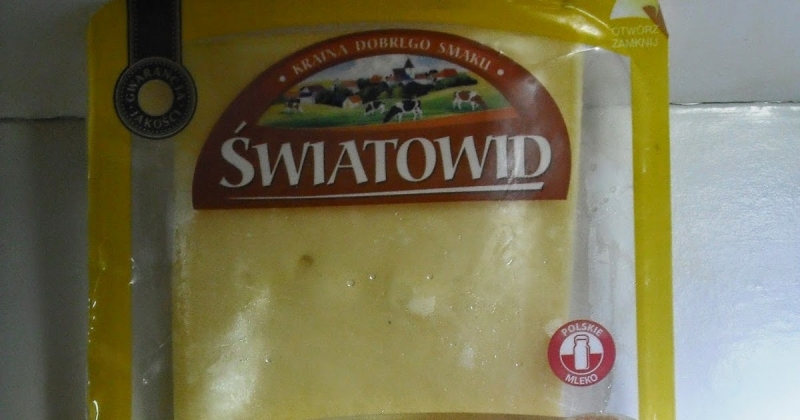 OTWÓRZ
ZAMKNIJ
GWARANCJA
JAKOŚCI
• KRAINA DOBREGO SMAKU •
ŚWIATOWID
POLSKIE
MLEKO